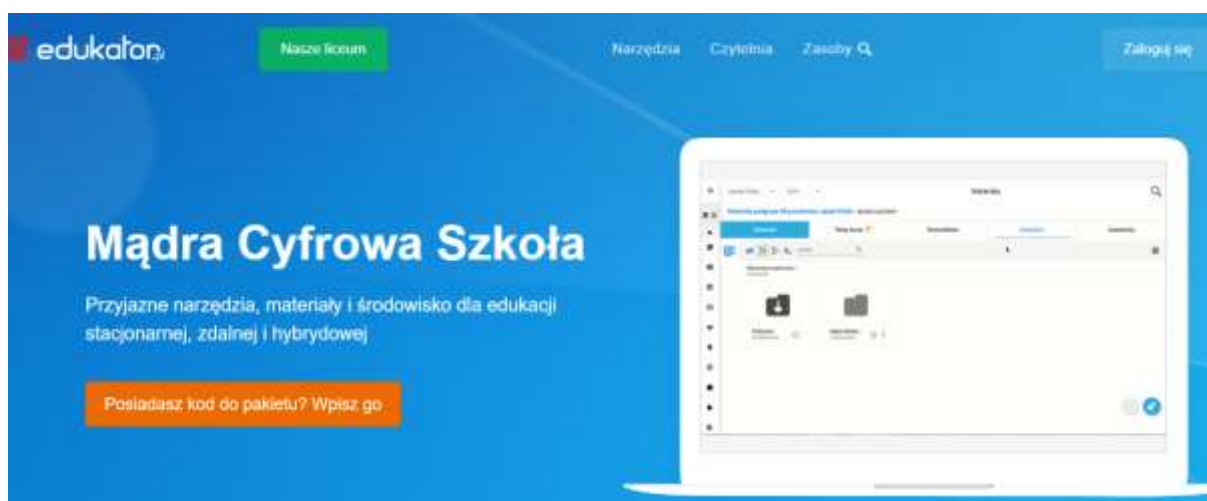 edukator.pl
Nasze liceum
Narzędzia
Czytelnia
Zasoby
Zaloguj się
Mądra Cyfrowa Szkoła
Przyjazne narzędzia, materiały i środowisko dla edukacji
stacjonarnej, zdalnej i hybrydowej
Posiadasz kod do pakietu? Wpisz go